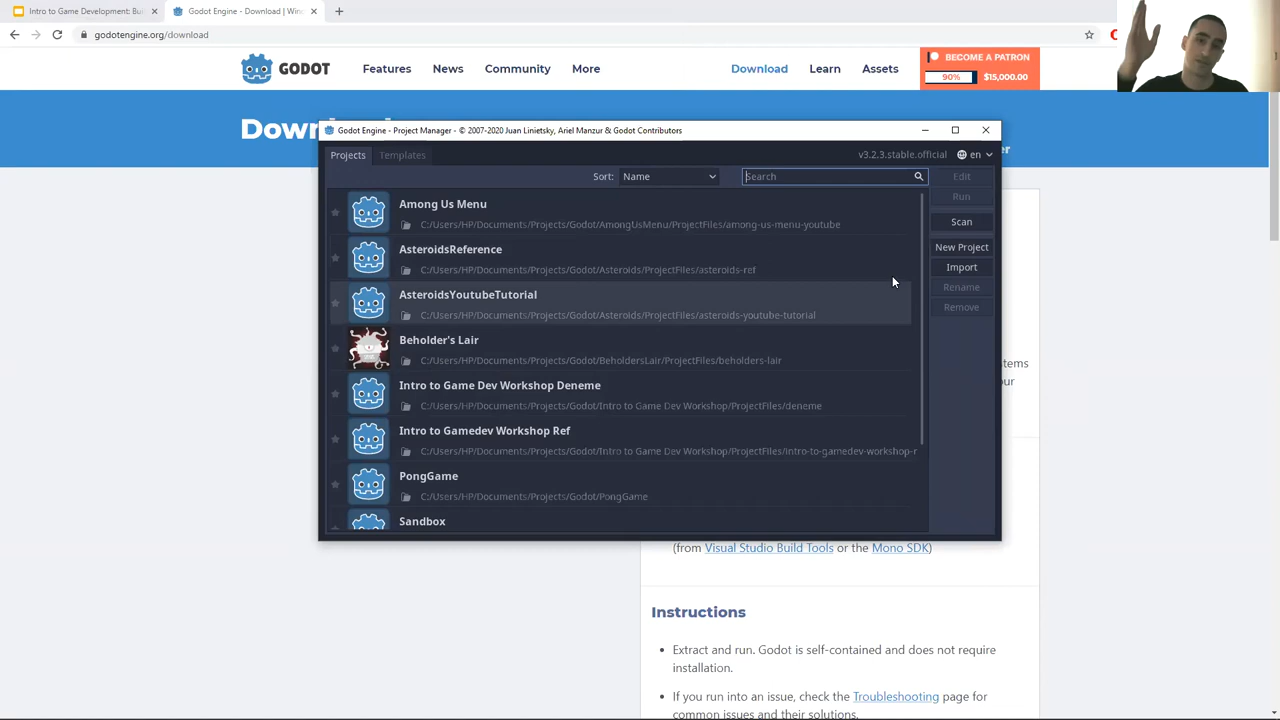 Intro to Game Development: Bui
Godot Engine - Download | Win
godotengine.org/download
GODOT
Features
News
Community
More
Download
Learn
Assets
BECOME A PATRON
90%
$15,000.00
Godot Engine - Project Manager - © 2007-2020 Juan Linietsky, Ariel Manzur & Godot Contributors
Projects
Templates
v3.2.3.stable.official
en
Sort:
Name
Search
Edit
Run
Scan
New Project
Import
Rename
Remove
Among Us Menu
C:/Users/HP/Documents/Projects/Godot/AmongUsMenu/ProjectFiles/among-us-menu-youtube
AsteroidsReference
C:/Users/HP/Documents/Projects/Godot/Asteroids/ProjectFiles/asteroids-ref
AsteroidsYoutubeTutorial
C:/Users/HP/Documents/Projects/Godot/Asteroids/ProjectFiles/asteroids-youtube-tutorial
Beholder's Lair
C:/Users/HP/Documents/Projects/Godot/BeholdersLair/ProjectFiles/beholders-lair
Intro to Game Dev Workshop Deneme
C:/Users/HP/Documents/Projects/Godot/Intro to Game Dev Workshop/ProjectFiles/deneme
Intro to Gamedev Workshop Ref
C:/Users/HP/Documents/Projects/Godot/Intro to Game Dev Workshop/ProjectFiles/intro-to-gamedev-workshop-r
PongGame
C:/Users/HP/Documents/Projects/Godot/PongGame
Sandbox
(from Visual Studio Build Tools or the Mono SDK)
Instructions
• Extract and run. Godot is self-contained and does not require
installation.
• If you run into an issue, check the Troubleshooting page for
common issues and their solutions.